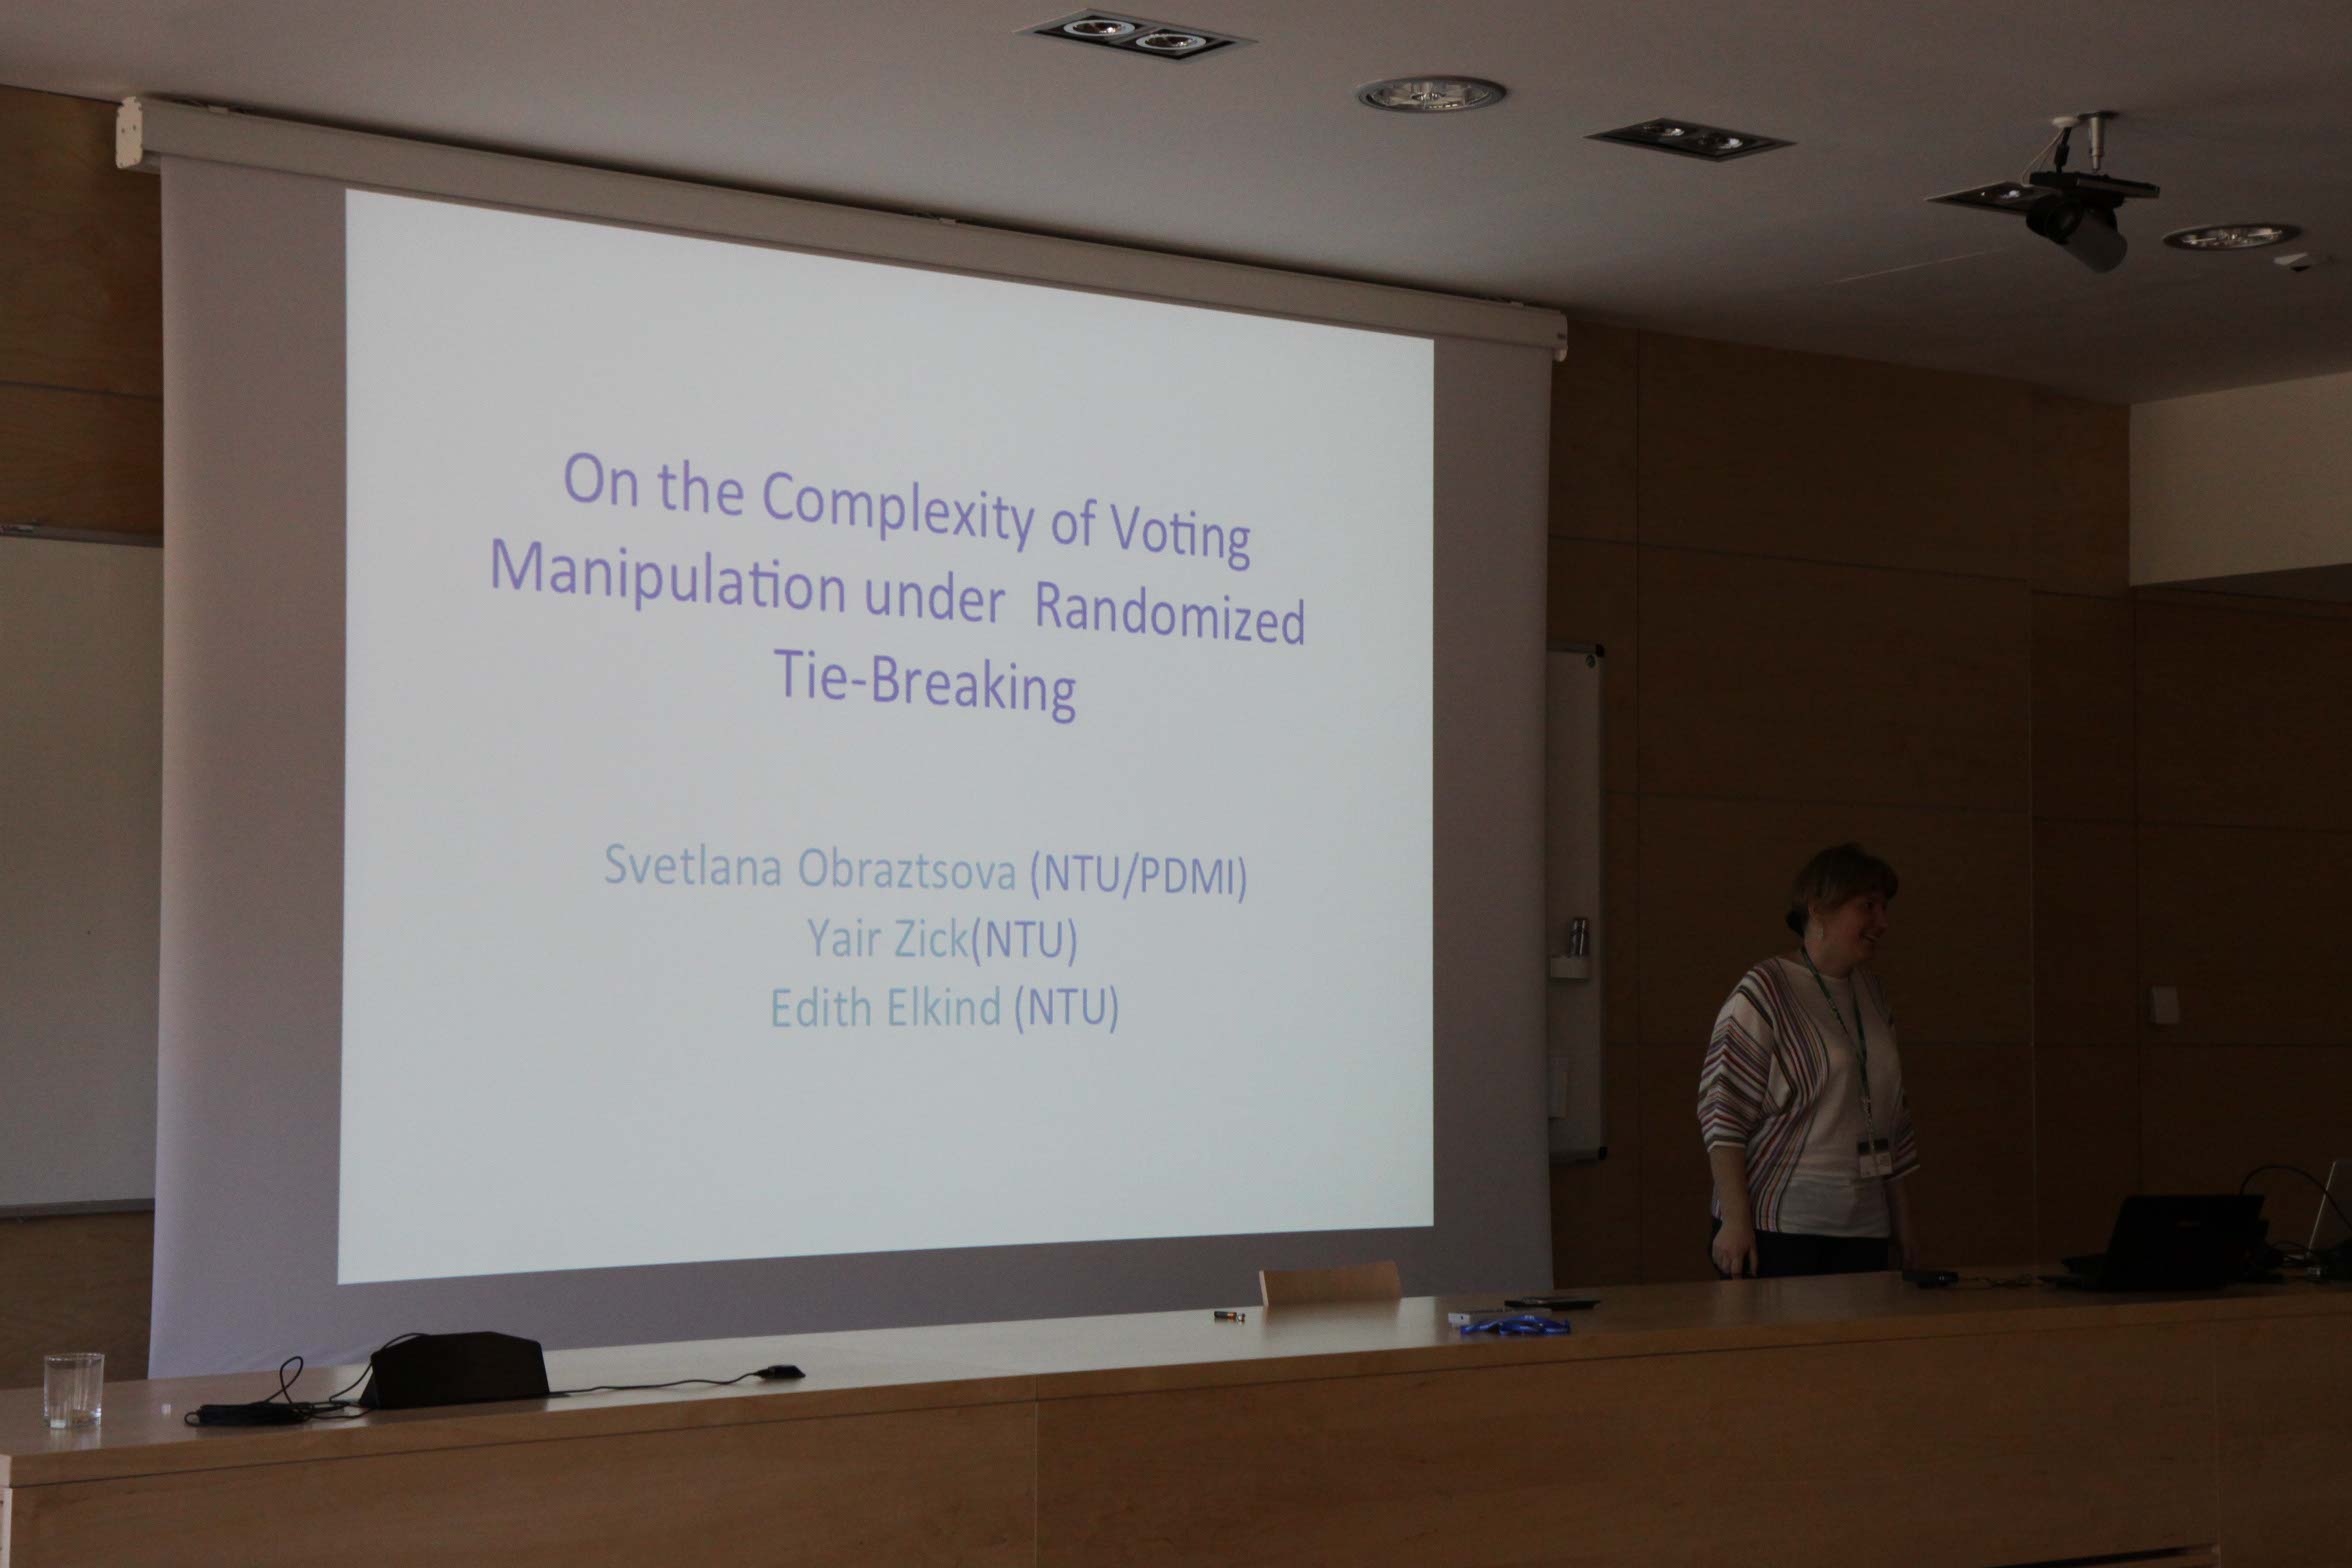 On the Complexity of Voting
Manipulation under Randomized
Tie-Breaking
Svetlana Obraztsova (NTU/PDMI)
Yair Zick(NTU)
Edith Elkind (NTU)